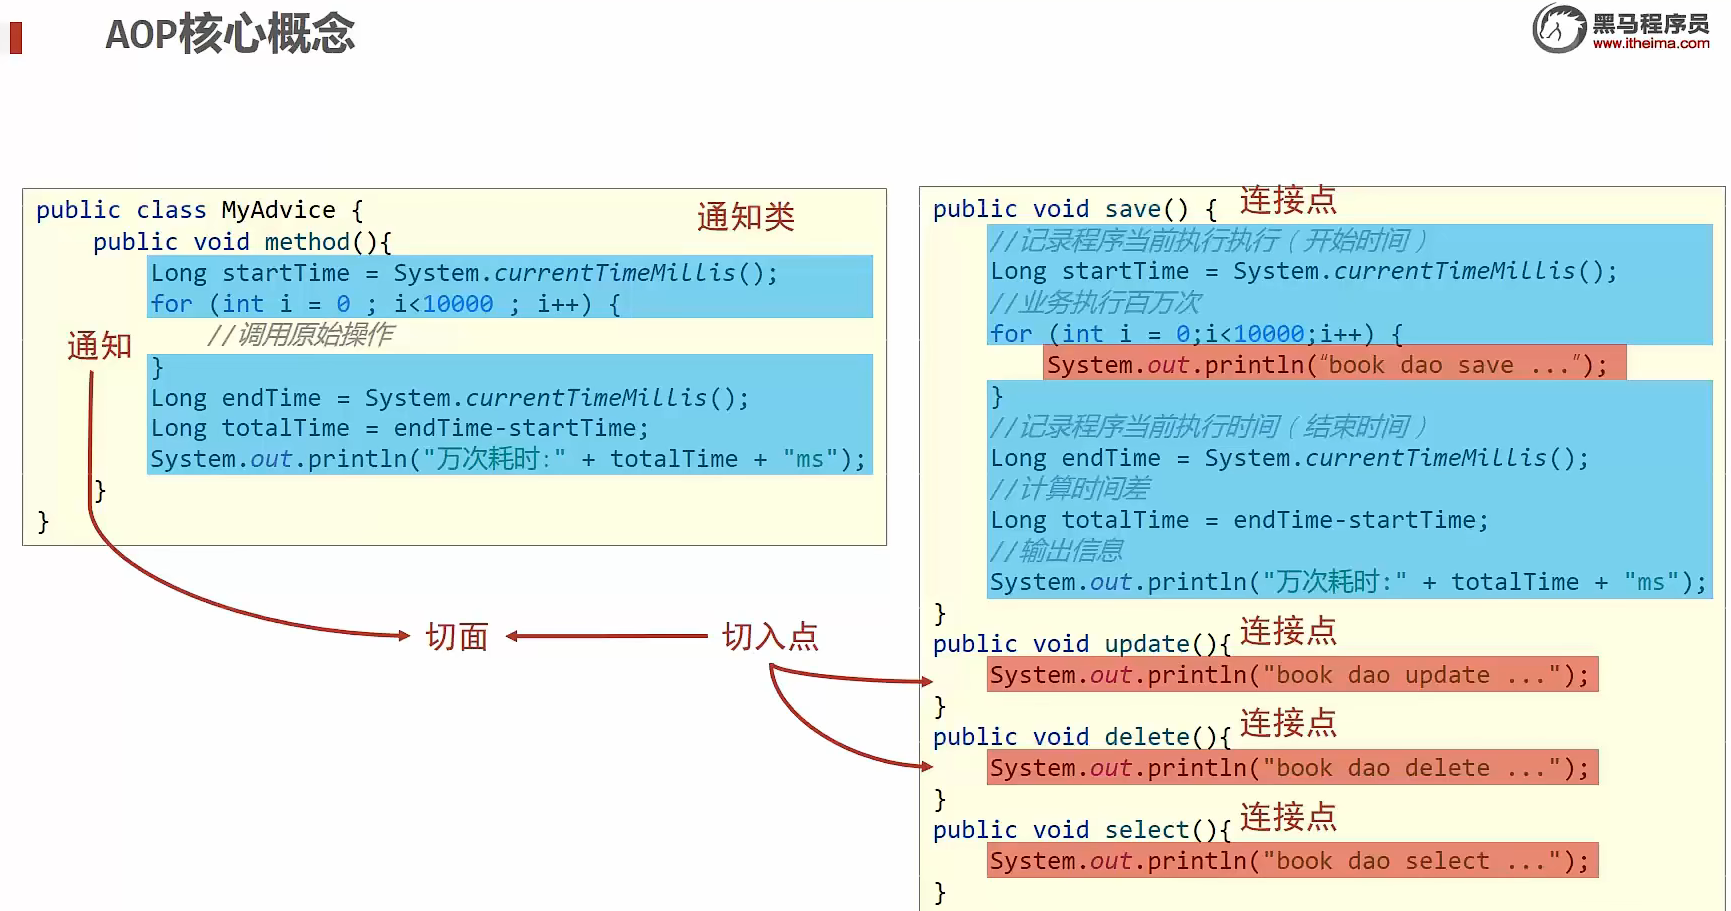 AOP核心概念
黑马程序员
www.itheima.com
public class MyAdvice {
通知类
public void method(){
Long startTime = System.currentTimeMillis();
for (int i = 0 ; i<10000 ; i++) {
//调用原始操作
通知
}
Long endTime = System.currentTimeMillis();
Long totalTime = endTime-startTime;
System.out.println("万次耗时:" + totalTime + "ms");
}
}
切面
切入点
public void save() {
连接点
//记录程序当前执行执行（开始时间）
Long startTime = System.currentTimeMillis();
//业务执行百万次
for (int i = 0;i<10000;i++) {
System.out.println(“book dao save ...”);
}
//记录程序当前执行时间（结束时间）
Long endTime = System.currentTimeMillis();
//计算时间差
Long totalTime = endTime-startTime;
//输出信息
System.out.println("万次耗时:" + totalTime + "ms");
}
连接点
public void update(){
System.out.println("book dao update ...");
}
连接点
public void delete(){
System.out.println("book dao delete ...");
}
连接点
public void select(){
System.out.println("book dao select ...");
}